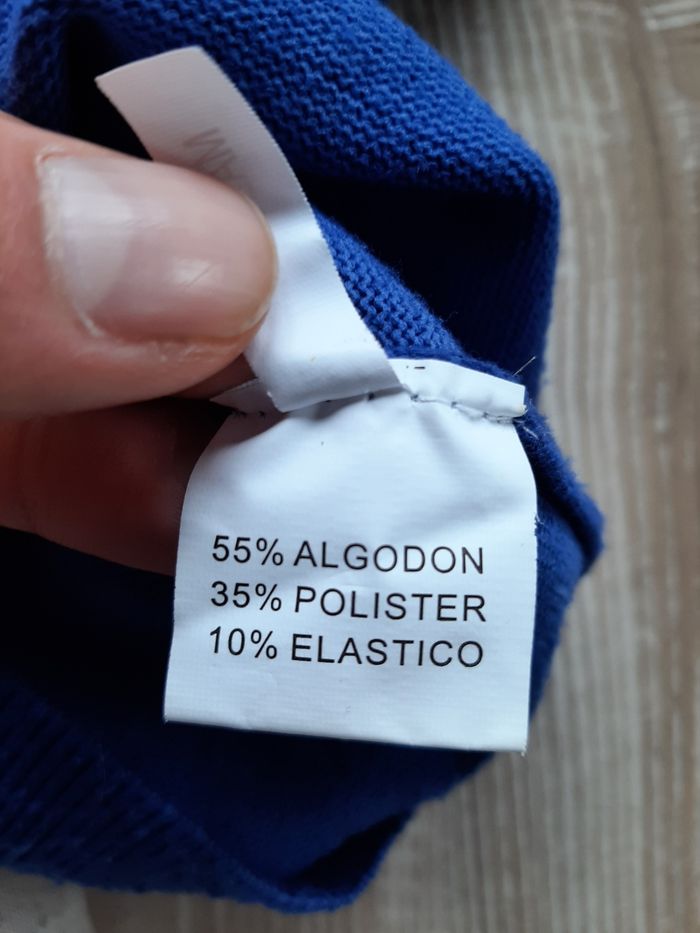 55% ALGODON
35% POLISTER
10% ELASTICO